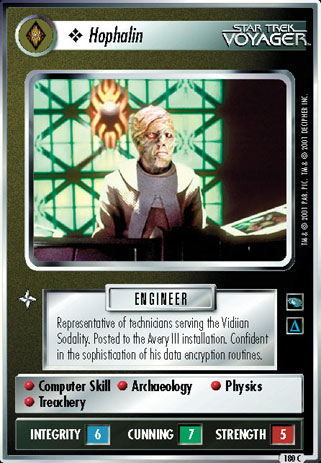 ❖ Hophalin
STAR TREK
VOYAGER™
TM & © 2001 PAR. PIC. TM & © 2001 DECIPHER INC.
ENGINEER
Representative of technicians serving the Vidiian
Sodality. Posted to the Avery III installation. Confident
in the sophistication of his data encryption routines.
Computer Skill Archaeology Physics
Treachery
INTEGRITY 6 CUNNING 7 STRENGTH 5
180 C